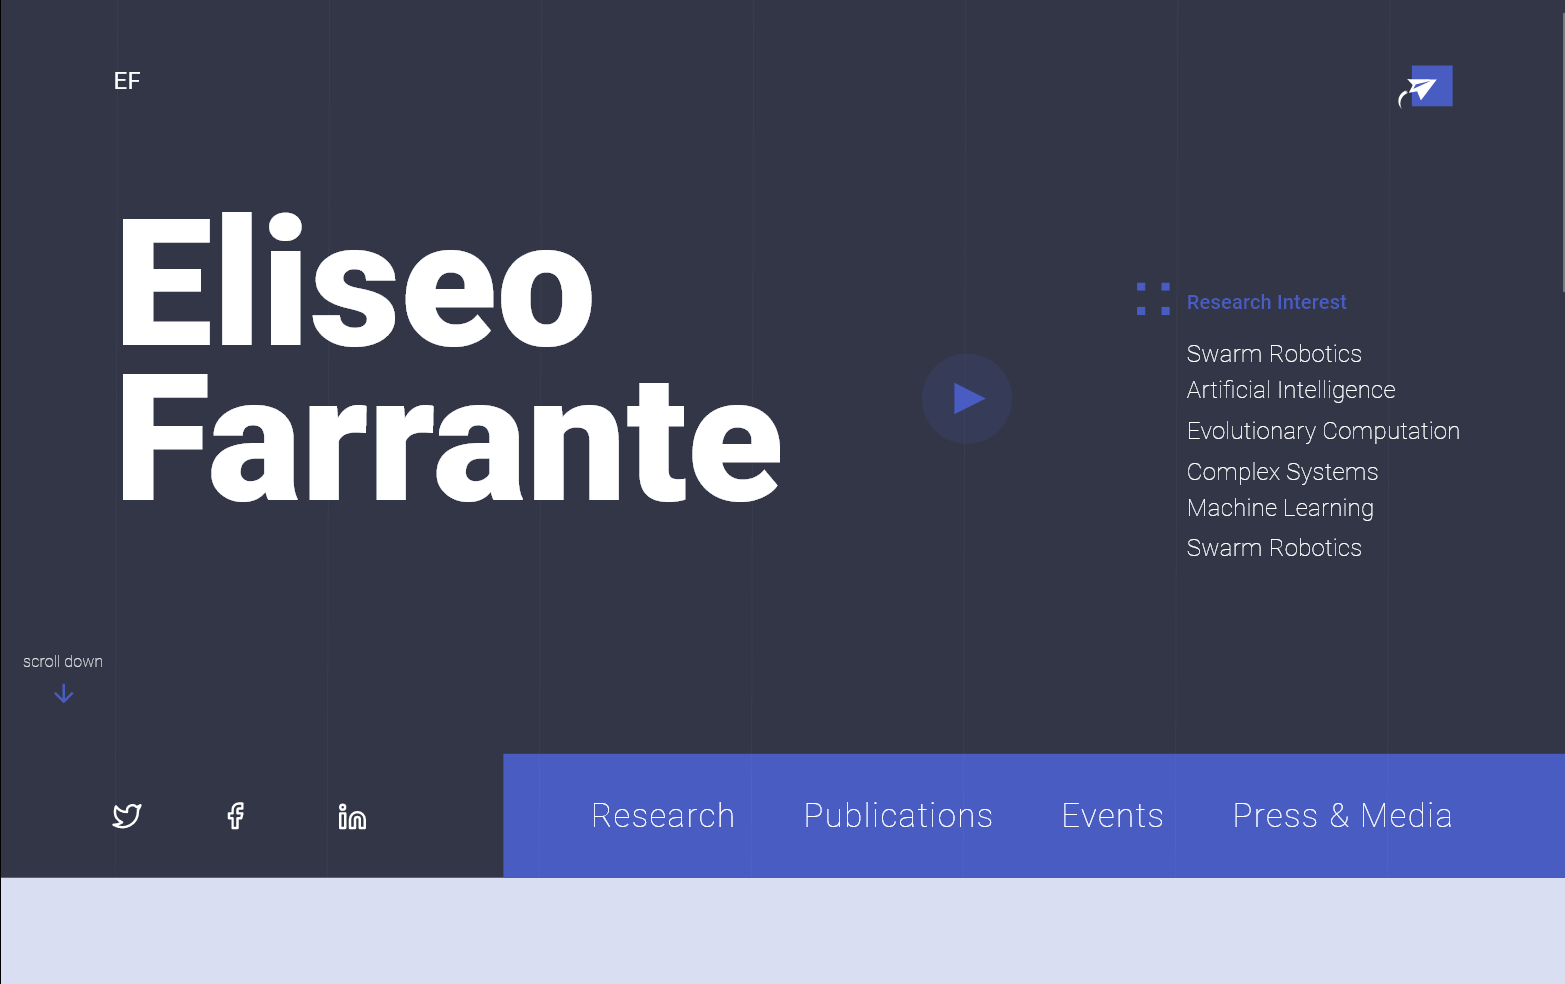 EF
Eliseo
Farrante
Research Interest
Swarm Robotics
Artificial Intelligence
Evolutionary Computation
Complex Systems
Machine Learning
Swarm Robotics
scroll down
Research Publications Events Press & Media